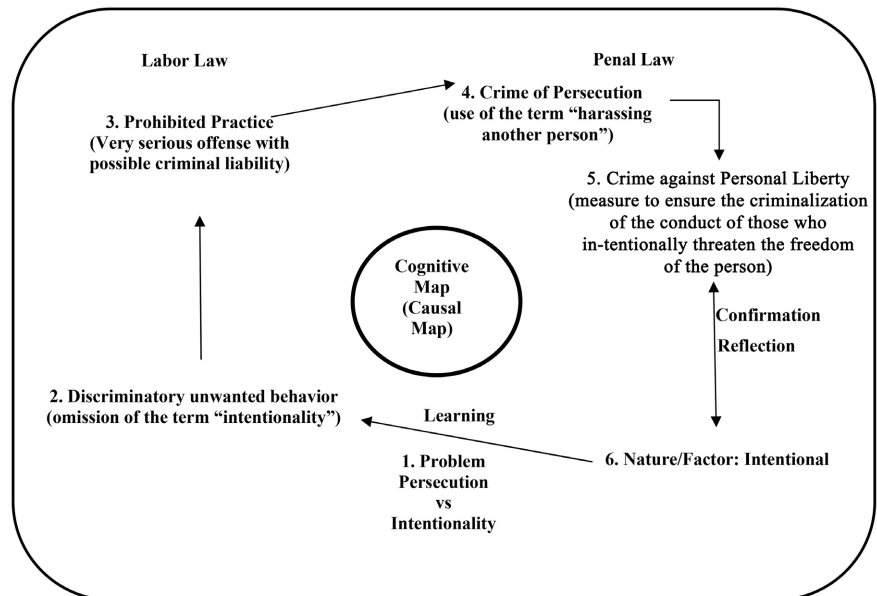 Labor Law
Penal Law
3. Prohibited Practice
(Very serious offense with
possible criminal liability)
4. Crime of Persecution
(use of the term “harassing
another person”)
5. Crime against Personal Liberty
(measure to ensure the criminalization
of the conduct of those who
in-tentionally threaten the freedom
of the person)
Cognitive
Map
(Causal
Map)
Confirmation
Reflection
2. Discriminatory unwanted behavior
(omission of the term “intentionality”)
Learning
1. Problem
Persecution
vs
Intentionality
6. Nature/Factor: Intentional